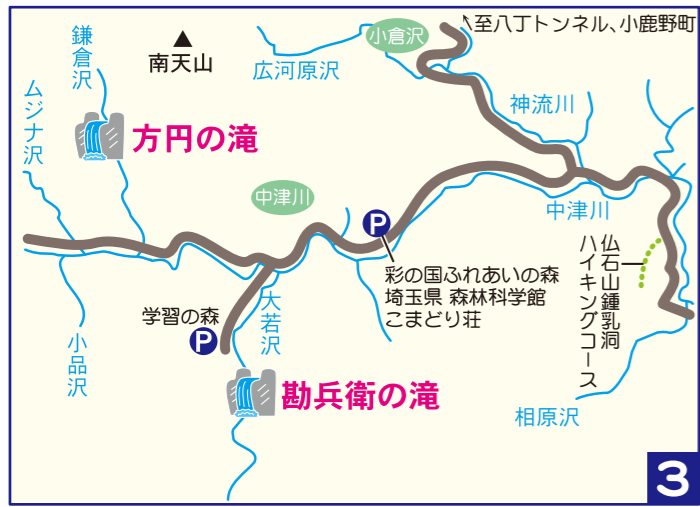 至八丁トンネル、小鹿野町
小倉沢
鎌倉沢
南天山
広河原沢
ムジナ沢
神流川
方円の滝
中津川
中津川
P
彩の国ふれあいの森
埼玉県 森林科学館
こまどり荘
仏石山鍾乳洞
ハイキングコース
学習の森
P
大若沢
小品沢
勘兵衛の滝
相原沢
3